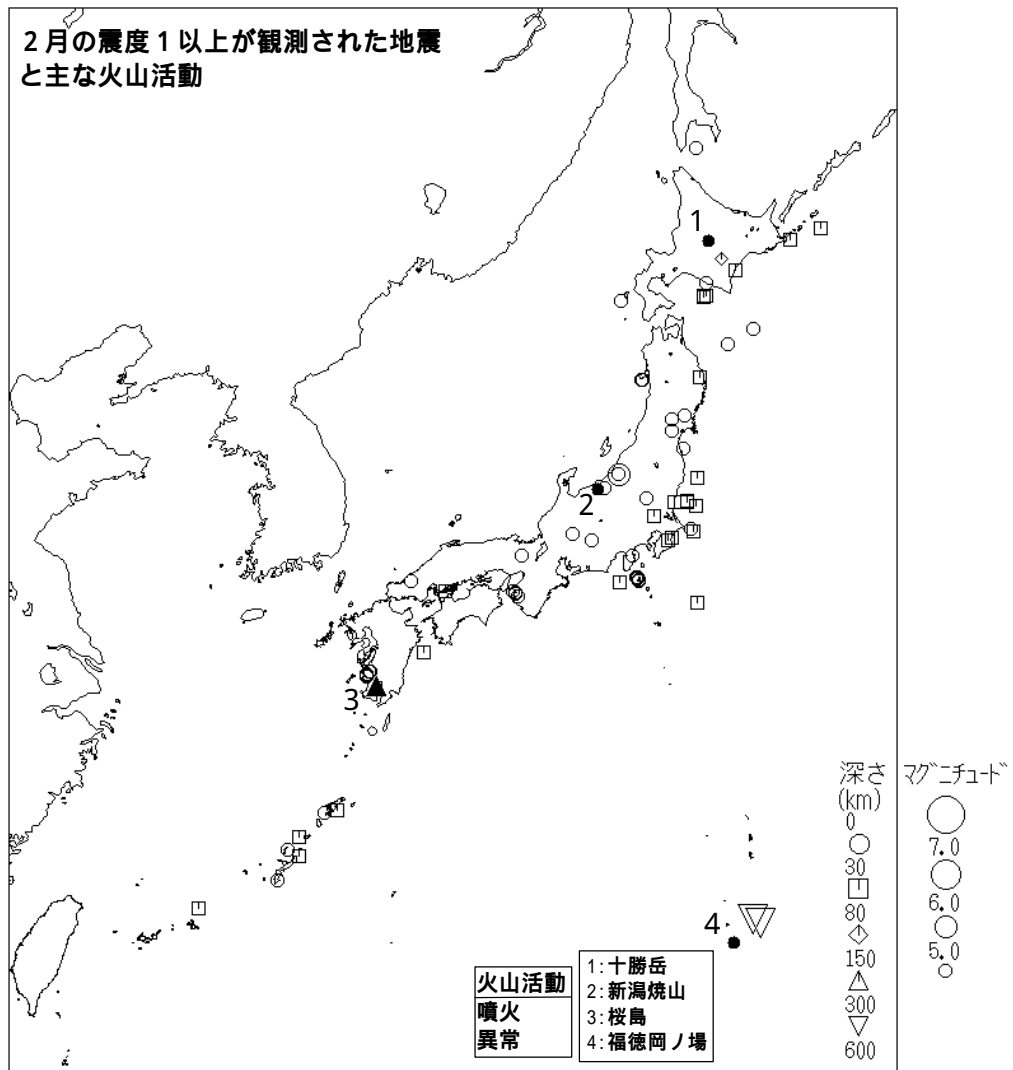 ２月の震度１以上が観測された地震
と主な火山活動
1
2
3
4
火山活動
噴火
異常
1:十勝岳
2:新潟焼山
3:桜島
4:福徳岡ノ場
深さ
(km)
0
30
80
150
300
600
マグニチュード
7.0
6.0
5.0